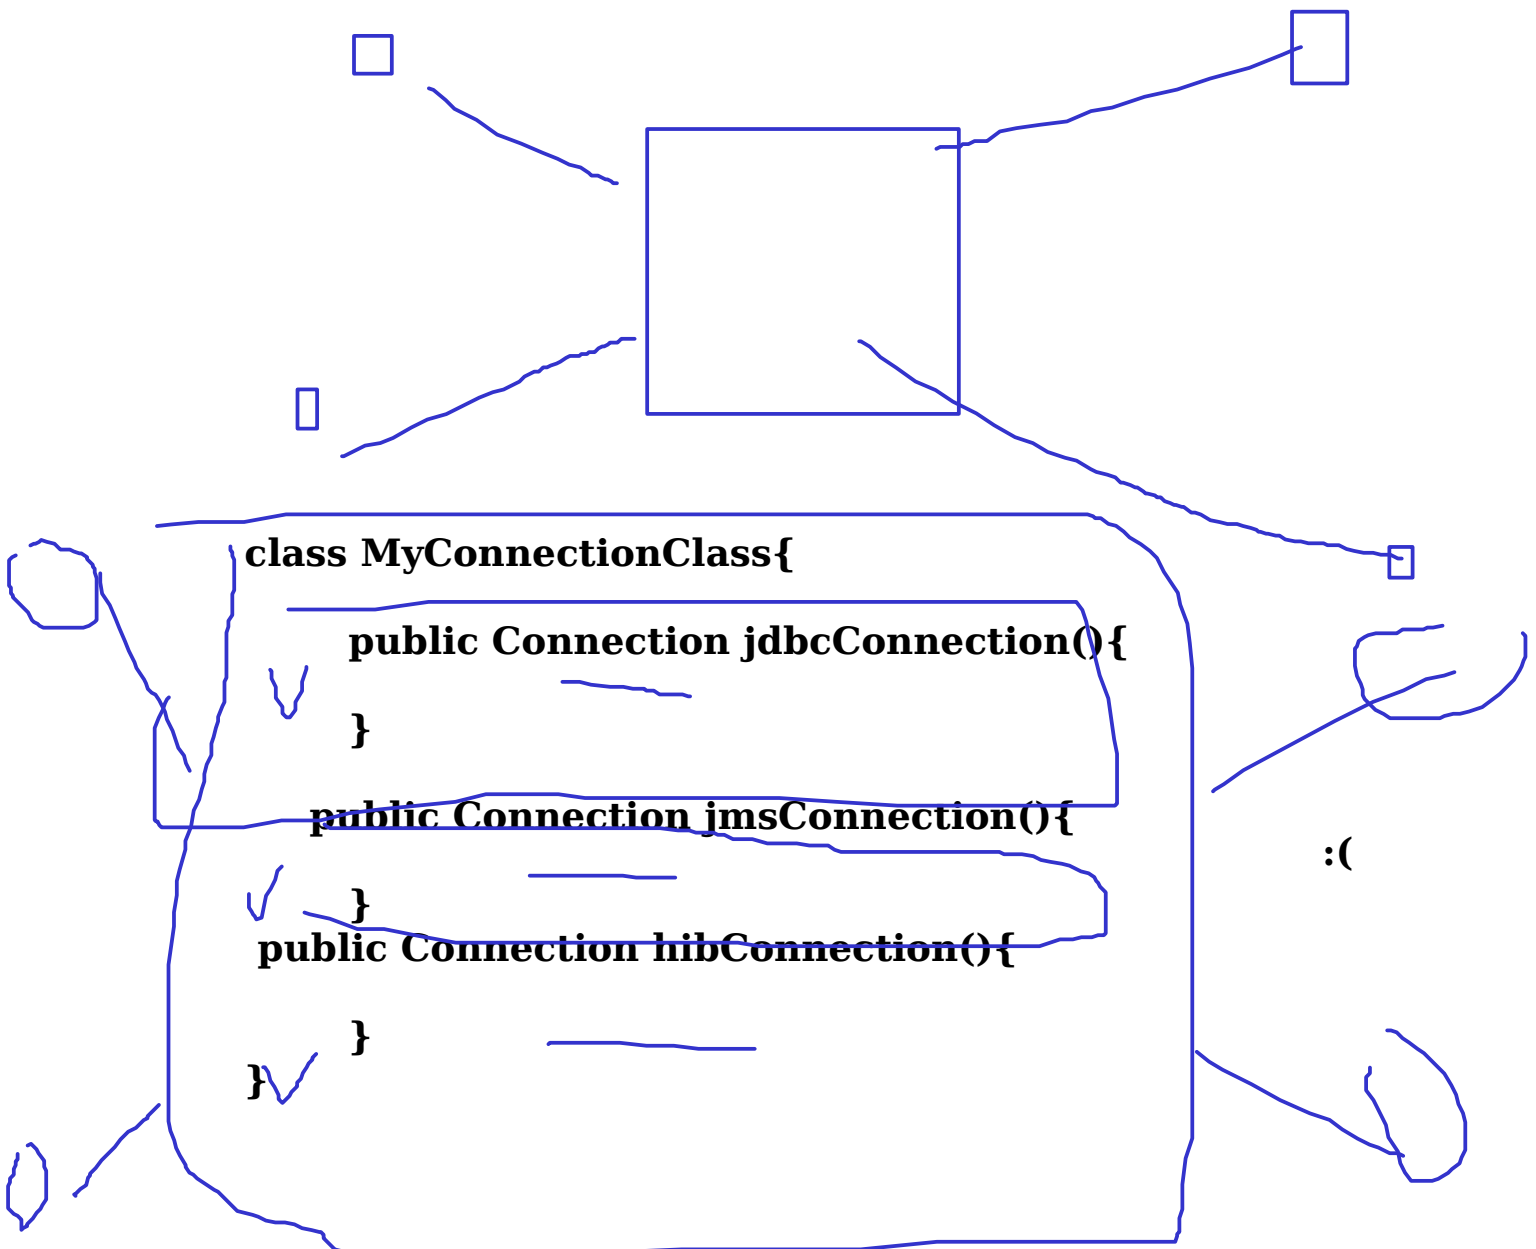 class MyConnectionClass{
public Connection jdbcConnection(){
}
public Connection jmsConnection(){
:(
}
public Connection hibConnection(){
}
}